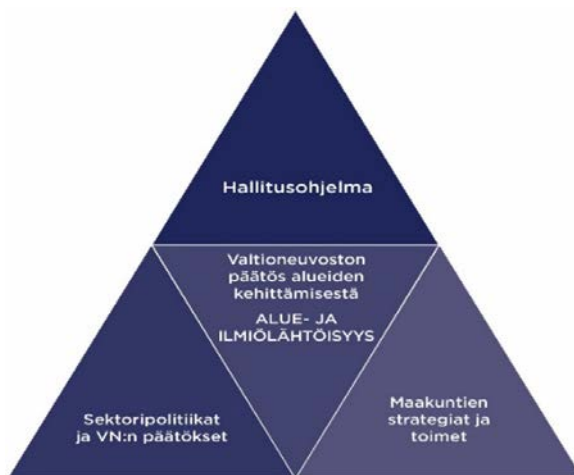 Hallitusohjelma
Valtioneuvoston
päätös alueiden
kehittämisestä
ALUE- JA
ILMIÖLÄHTÖISYYS
Sektoripolitiikat
ja VN:n päätökset
Maakuntien
strategiat ja
toimet